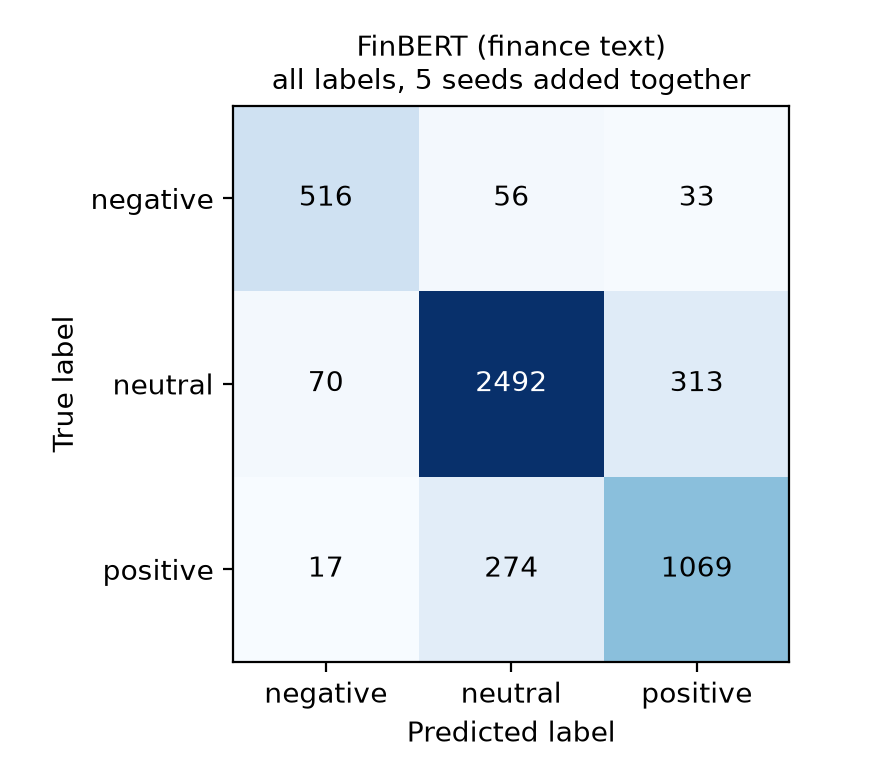 FinBERT (finance text)
all labels, 5 seeds added together
True label
negative 516 56 33
neutral 70 2492 313
positive 17 274 1069
negative neutral positive
Predicted label